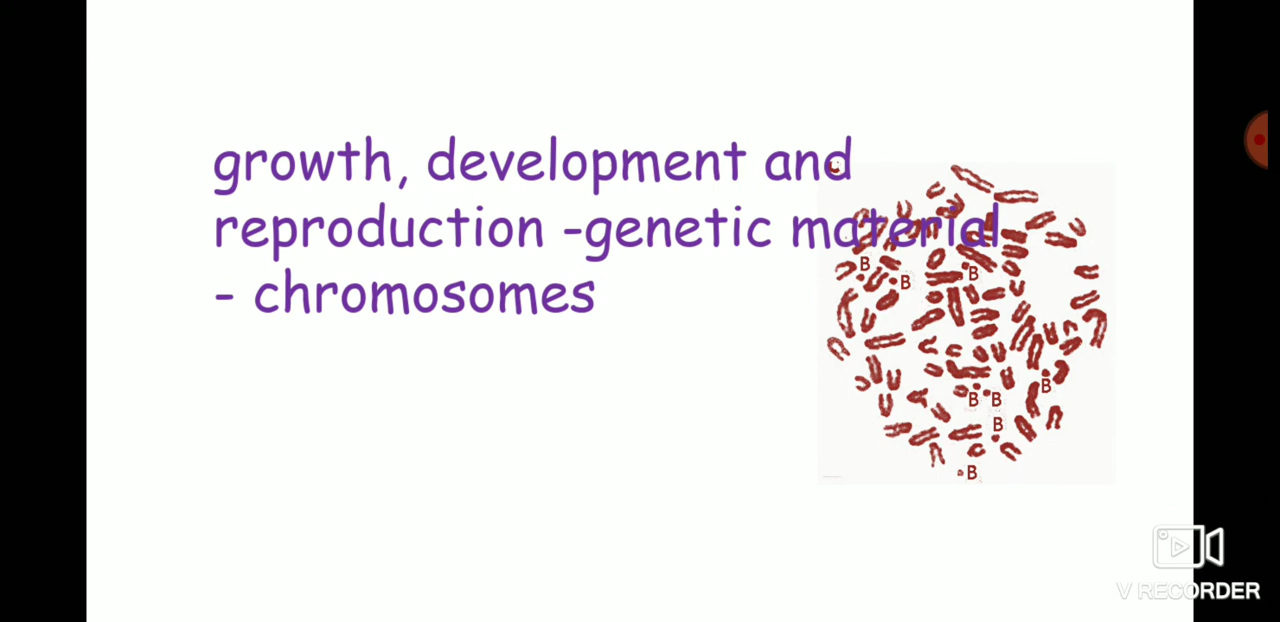 growth, development and
reproduction -genetic material
- chromosomes
B
B
B
B
B
B
B
B
V RECORDER